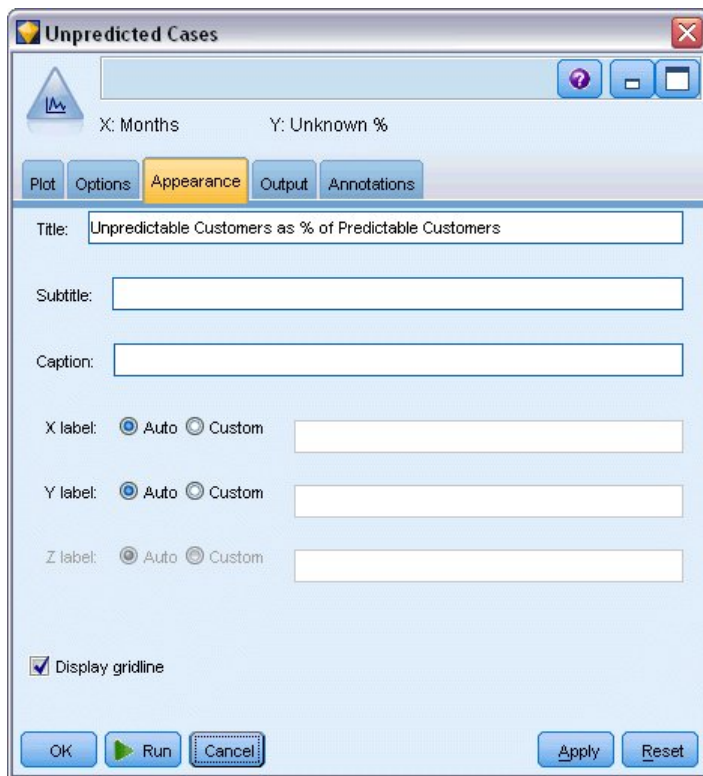 Unpredicted Cases
X: Months Y: Unknown %
Plot Options Appearance Output Annotations
Title: Unpredictable Customers as % of Predictable Customers
Subtitle:
Caption:
X label: Auto Custom
Y label: Auto Custom
Z label: Auto Custom
Display gridline
OK Run Cancel Apply Reset